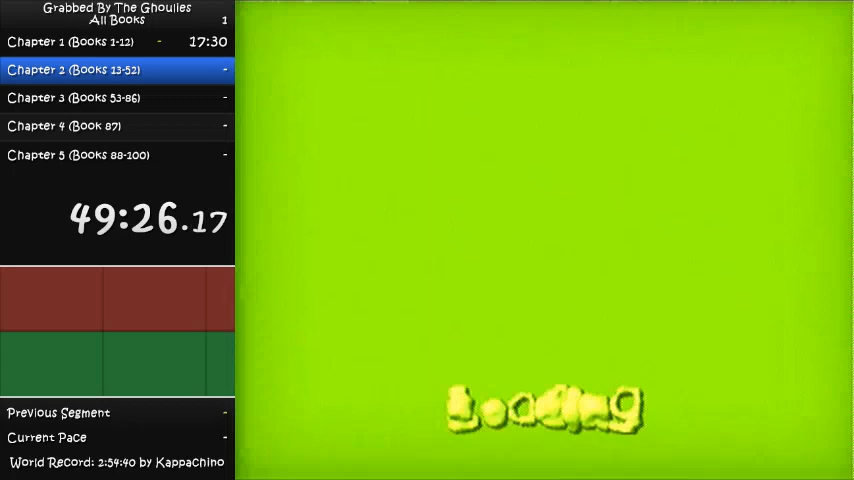 Grabbed By The Ghoulies
All Books 1
Chapter 1 (Books 1-12) - 17:30
Chapter 2 (Books 13-52) -
Chapter 3 (Books 53-86) -
Chapter 4 (Book 87) -
Chapter 5 (Books 88-100) -
49:26.17
Loading
Previous Segment -
Current Pace -
World Record: 2:54:40 by Kappachino